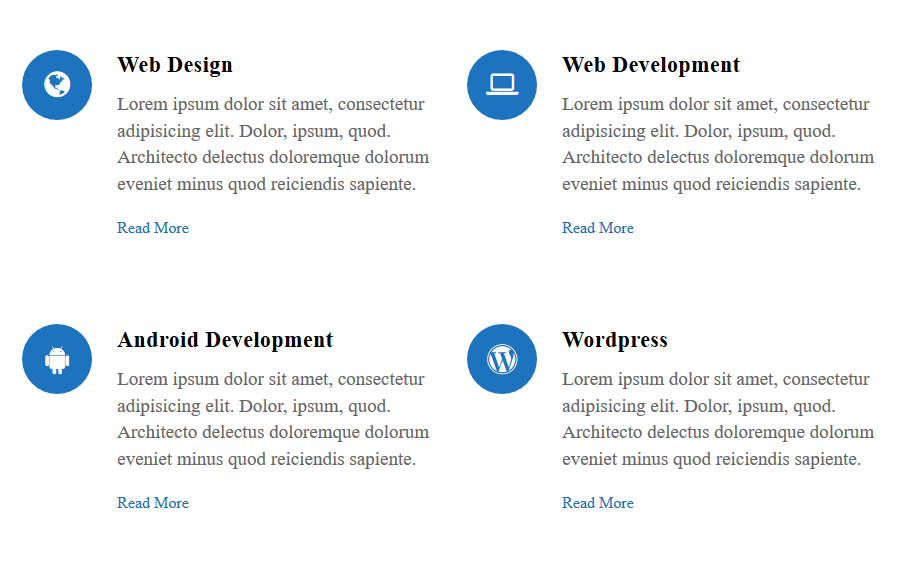 Web Design
Lorem ipsum dolor sit amet, consectetur
adipisicing elit. Dolor, ipsum, quod.
Architecto delectus doloremque dolorum
eveniet minus quod reiciendis sapiente.
Read More
Web Development
Lorem ipsum dolor sit amet, consectetur
adipisicing elit. Dolor, ipsum, quod.
Architecto delectus doloremque dolorum
eveniet minus quod reiciendis sapiente.
Read More
Android Development
Lorem ipsum dolor sit amet, consectetur
adipisicing elit. Dolor, ipsum, quod.
Architecto delectus doloremque dolorum
eveniet minus quod reiciendis sapiente.
Read More
Wordpress
Lorem ipsum dolor sit amet, consectetur
adipisicing elit. Dolor, ipsum, quod.
Architecto delectus doloremque dolorum
eveniet minus quod reiciendis sapiente.
Read More